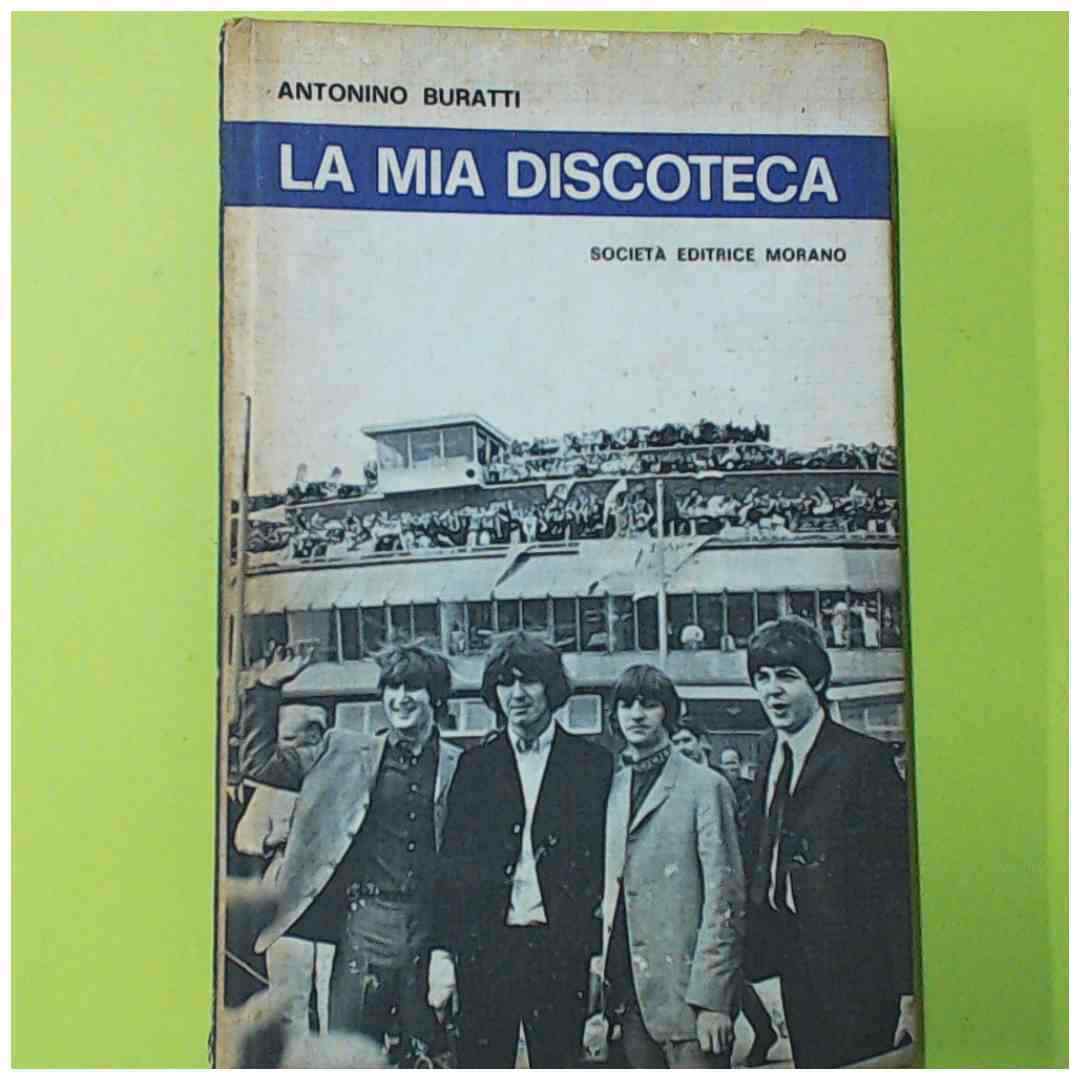 ANTONINO BURATTI
LA MIA DISCOTECA
SOCIETÀ EDITRICE MORANO